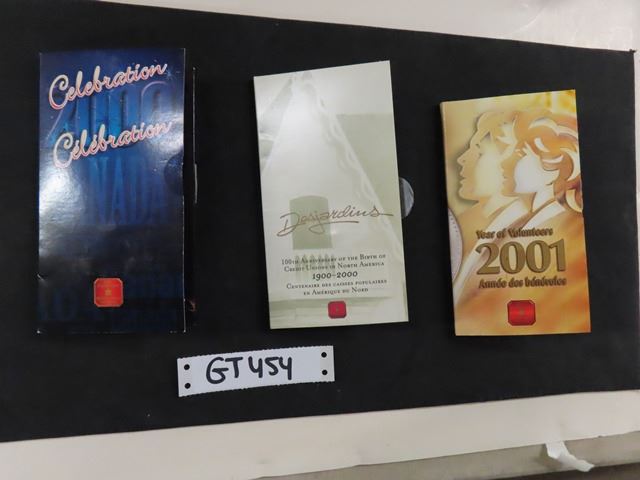 Celebration
Célébration
Desjardins
100th Anniversary of the Birth of
Credit Unions in North America
1900-2000
Centenaire des caisses populaires
en Amérique du Nord
Year of Volunteers
2001
Année des bénévoles
GT454